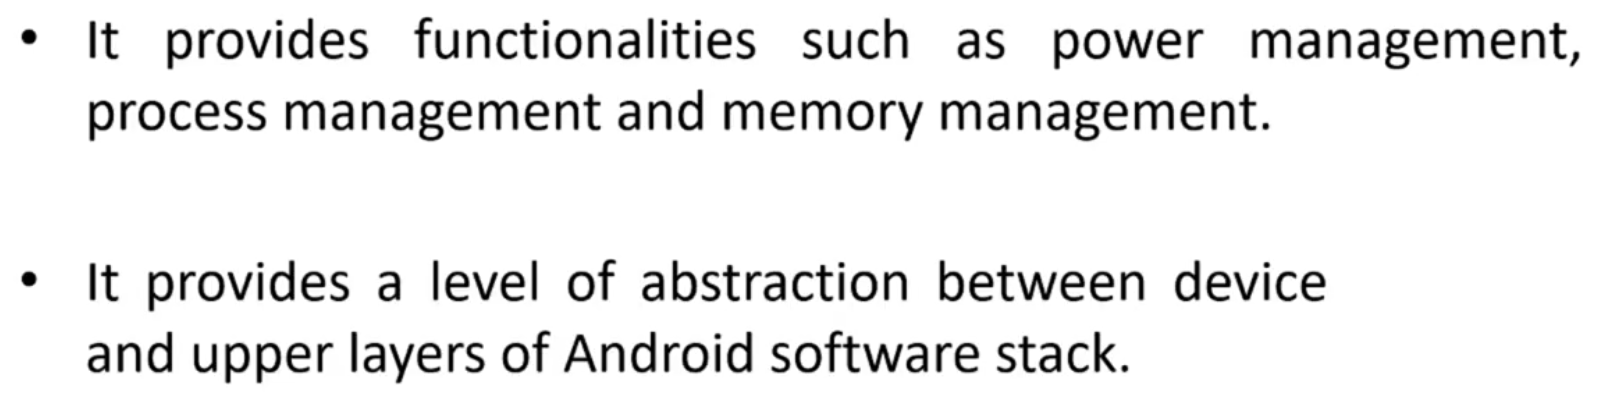 • It provides functionalities such as power management,
process management and memory management.
• It provides a level of abstraction between device
and upper layers of Android software stack.